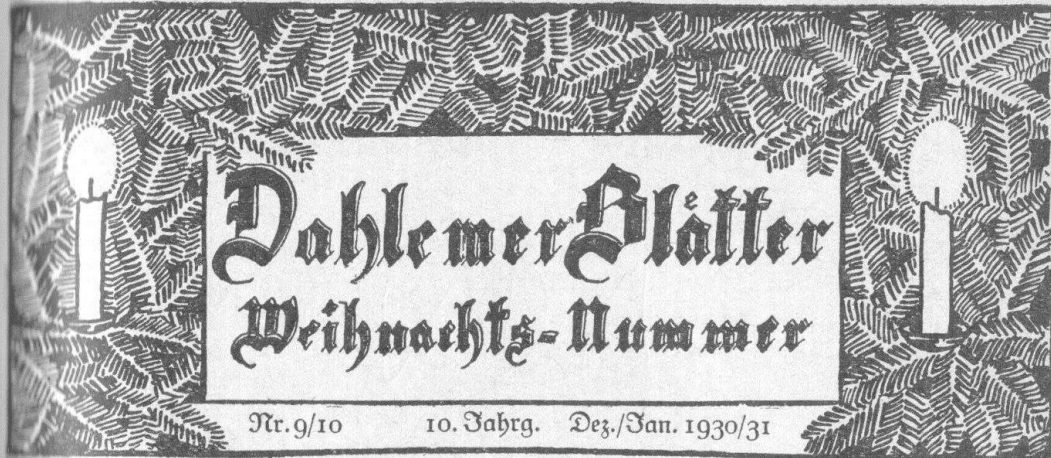 Dahlemer Blätter
Weihnachts-Nummer
Nr. 9/10 10. Jahrg. Dez./Jan. 1930/31